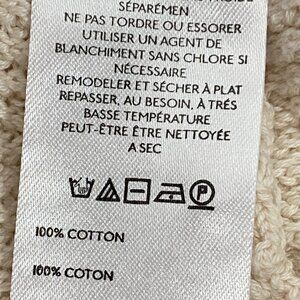 SÉPARÉMEN
NE PAS TORDRE OU ESSORER
UTILISER UN AGENT DE
BLANCHIMENT SANS CHLORE SI
NÉCESSAIRE
REMODELER ET SÉCHER À PLAT
REPASSER, AU BESOIN, À TRÉS
BASSE TEMPÉRATURE
PEUT-ÊTRE ÊTRE NETTOYÉE
A SEC
P
100% COTTON
100% COTON